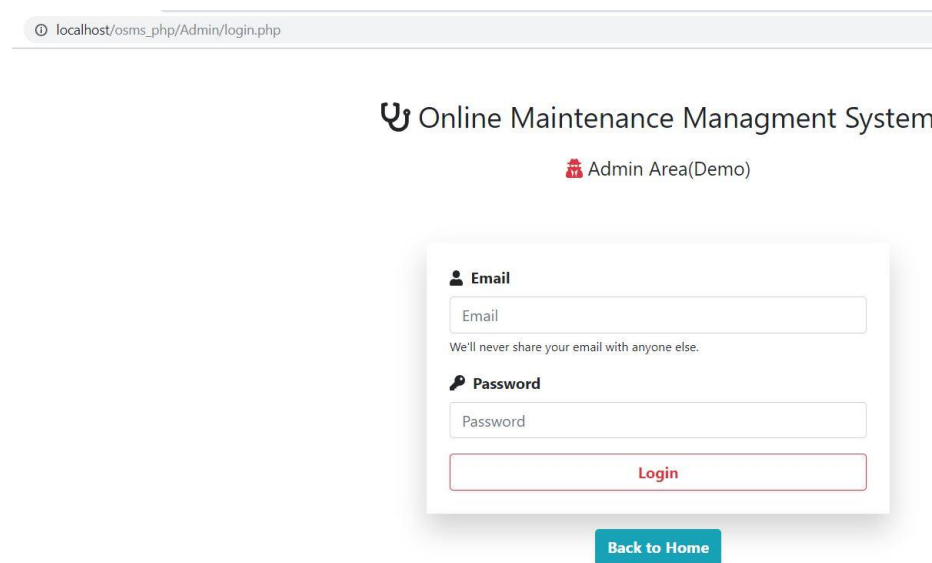 localhost/osms_php/Admin/login.php
Online Maintenance Managment System
Admin Area(Demo)
Email
Email
We'll never share your email with anyone else.
Password
Password
Login
Back to Home